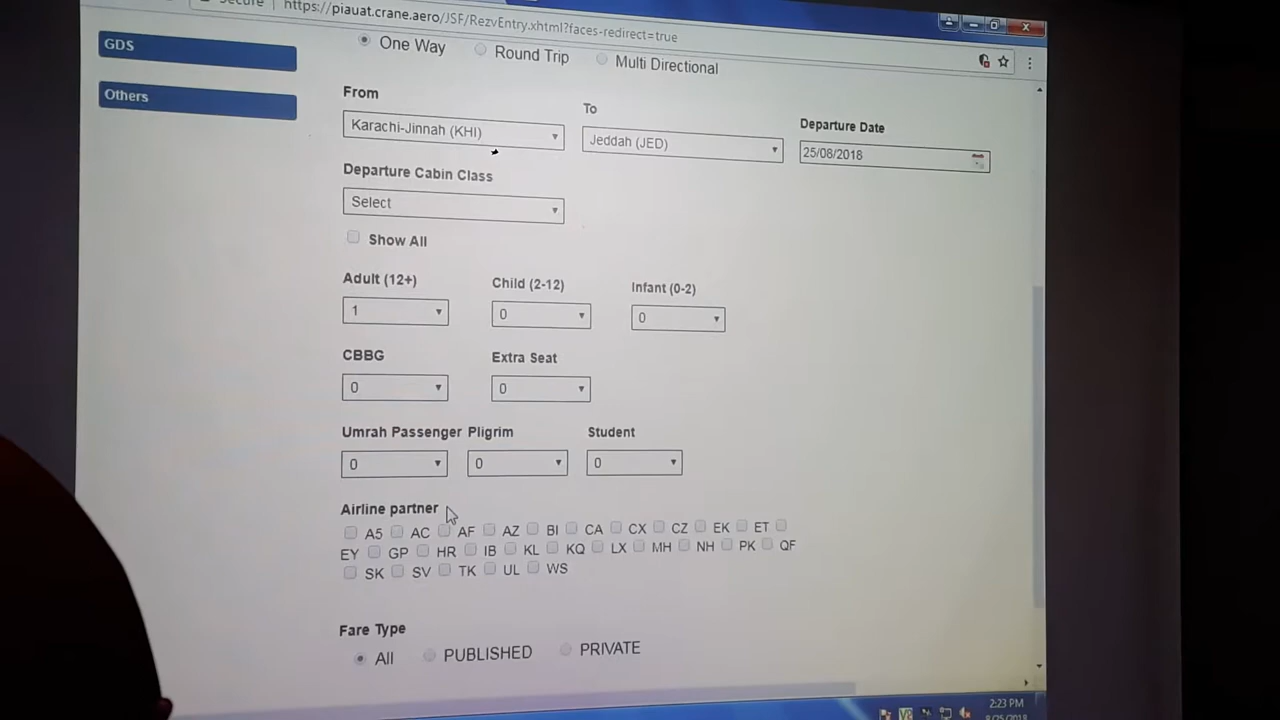 Secure https://piauat.crane.aero/JSF/RezvEntry.xhtml?faces-redirect=true
GDS
One Way Round Trip Multi Directional
Others
From To Departure Date
Karachi-Jinnah (KHI) Jeddah (JED) 25/08/2018
Departure Cabin Class
Select
Show All
Adult (12+) Child (2-12) Infant (0-2)
1 0 0
CBBG Extra Seat
0 0
Umrah Passenger Pligrim Student
0 0 0
Airline partner
A5 AC AF AZ BI CA CX CZ EK ET
EY GP HR IB KL KQ LX MH NH PK QF
SK SV TK UL WS
Fare Type
All PUBLISHED PRIVATE
2:23 PM
8/25/2018